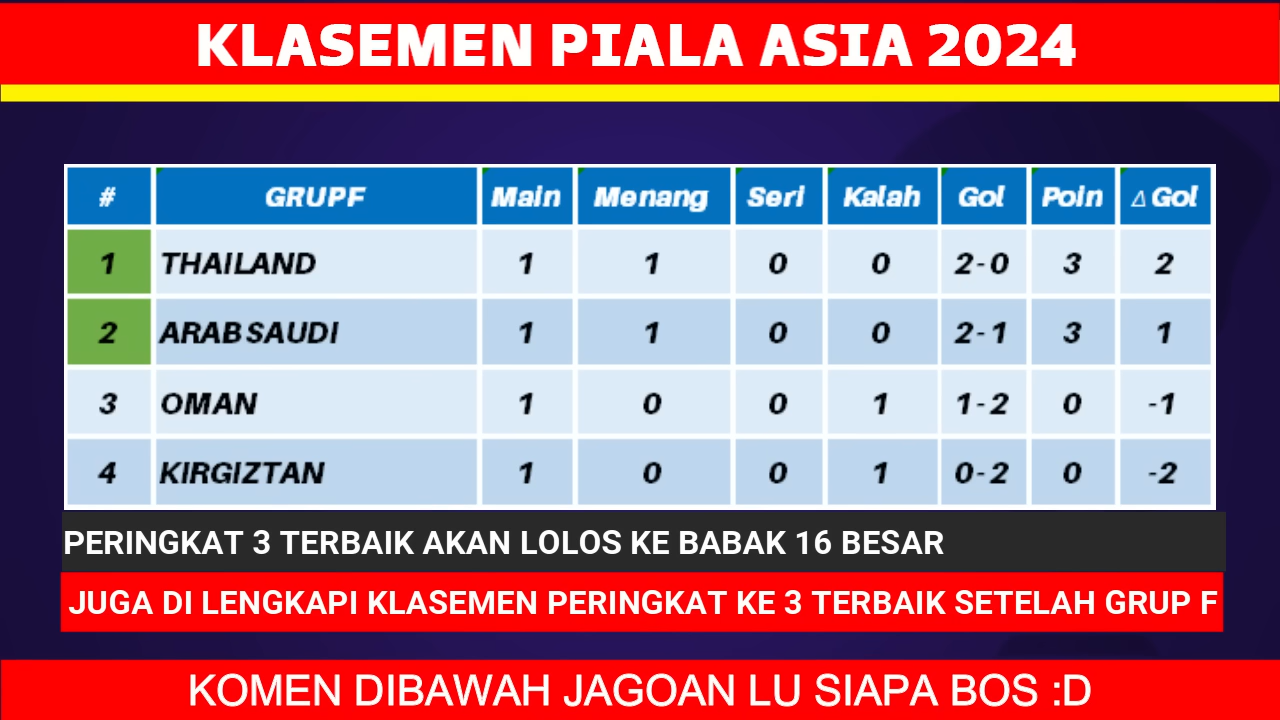 KLASEMEN PIALA ASIA 2024
# GRUP F Main Menang Seri Kalah Gol Poin Δ Gol
1 THAILAND 1 1 0 0 2-0 3 2
2 ARAB SAUDI 1 1 0 0 2-1 3 1
3 OMAN 1 0 0 1 1-2 0 -1
4 KIRGIZTAN 1 0 0 1 0-2 0 -2
PERINGKAT 3 TERBAIK AKAN LOLOS KE BABAK 16 BESAR
JUGA DI LENGKAPI KLASEMEN PERINGKAT KE 3 TERBAIK SETELAH GRUP F
KOMEN DIBAWAH JAGOAN LU SIAPA BOS :D